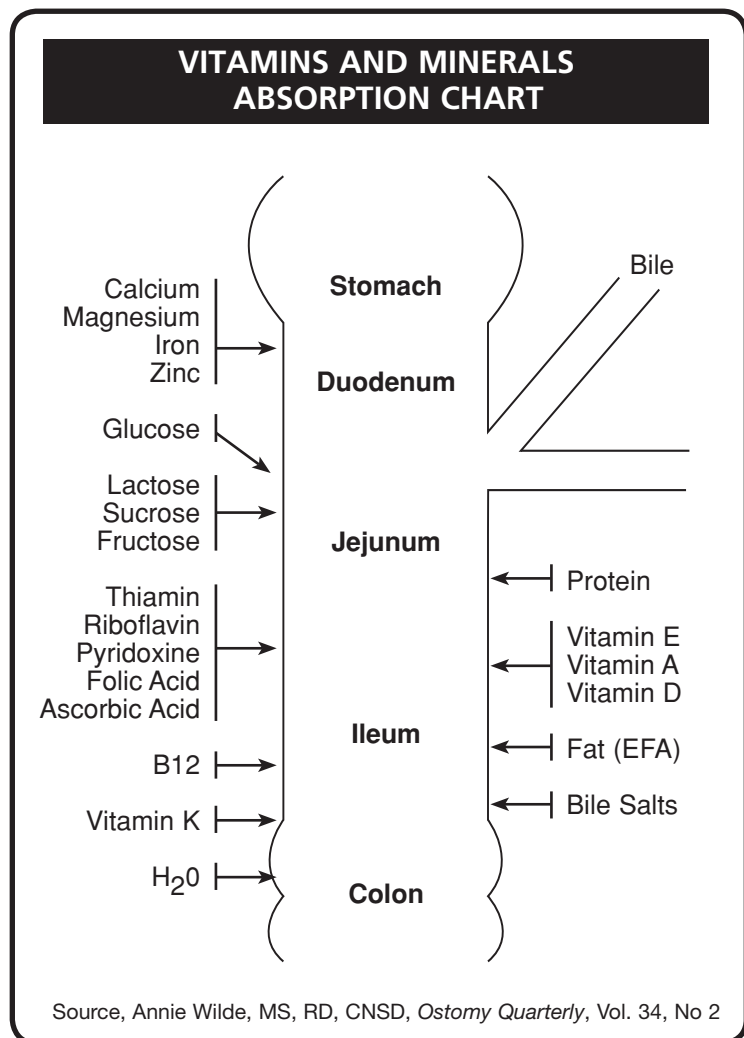 VITAMINS AND MINERALS
ABSORPTION CHART
Stomach
Bile
Calcium
Magnesium
Iron
Zinc
Duodenum
Glucose
Lactose
Sucrose
Fructose
Jejunum
Protein
Thiamin
Riboflavin
Pyridoxine
Folic Acid
Ascorbic Acid
Vitamin E
Vitamin A
Vitamin D
Ileum
B12
Fat (EFA)
Vitamin K
Bile Salts
H20
Colon
Source, Annie Wilde, MS, RD, CNSD, Ostomy Quarterly, Vol. 34, No 2